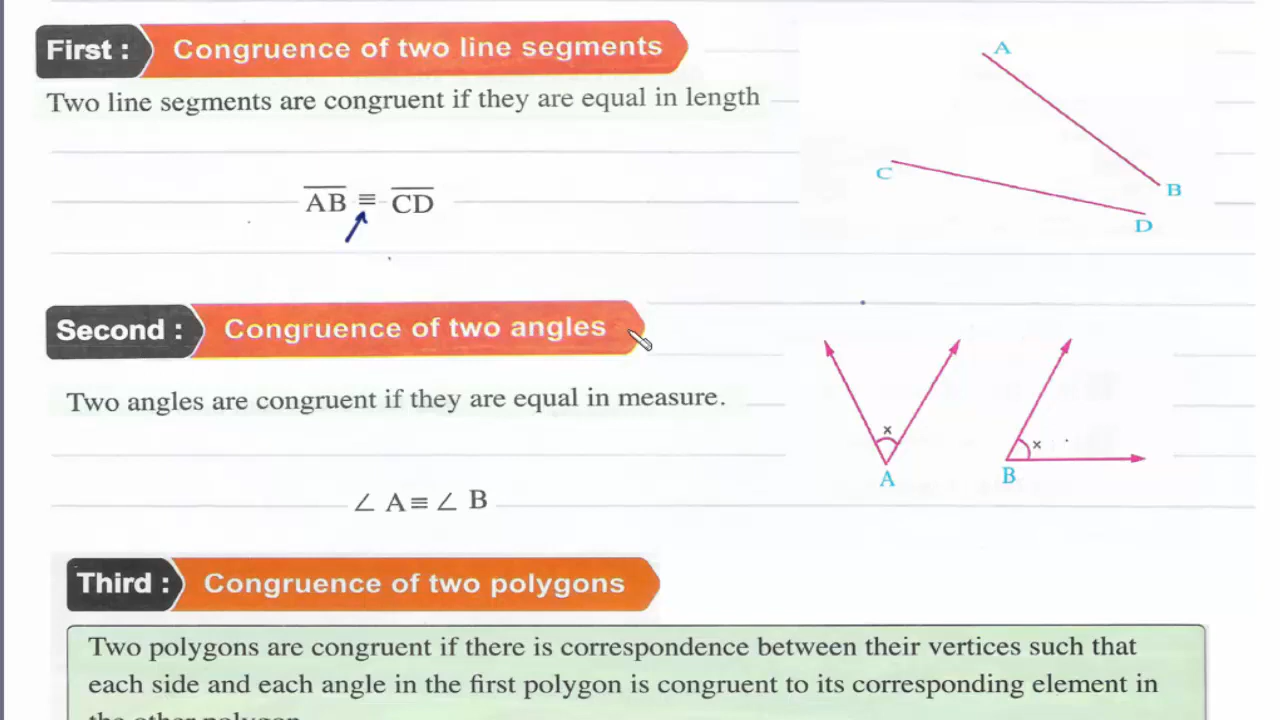 First : Congruence of two line segments
Two line segments are congruent if they are equal in length
A
C
B
D
AB ≡ CD
Second : Congruence of two angles
Two angles are congruent if they are equal in measure.
x
x
A
B
∠ A ≡ ∠ B
Third : Congruence of two polygons
Two polygons are congruent if there is correspondence between their vertices such that
each side and each angle in the first polygon is congruent to its corresponding element in
the other polygon